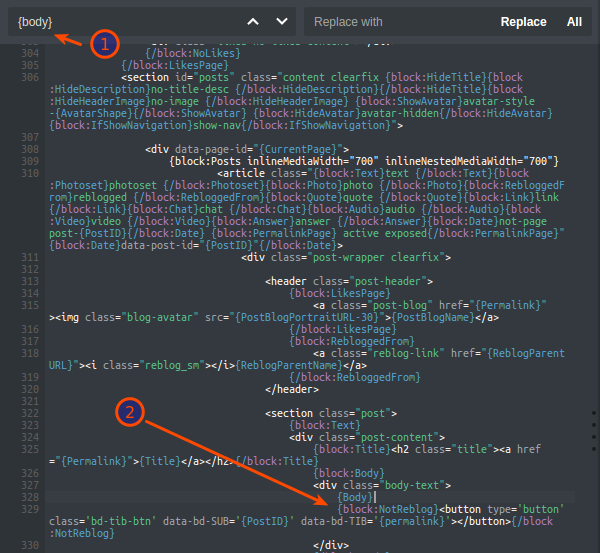 {body}
Replace with
Replace
All
1
304 {/block:NoLikes}
305 {/block:LikesPage}
306 <section id="posts" class="content clearfix {block:HideTitle}{block
:HideDescription}no-title-desc {/block:HideDescription}{/block:HideTitle}{block
:HideHeaderImage}no-image {/block:HideHeaderImage} {block:ShowAvatar}avatar-style
-{AvatarShape}{/block:ShowAvatar} {block:HideAvatar}avatar-hidden{/block:HideAvatar}
{block:IfShowNavigation}show-nav{/block:IfShowNavigation}">
307
308 <div data-page-id="{CurrentPage}">
309 {block:Posts inlineMediaWidth="700" inlineNestedMediaWidth="700"}
310 <article class="{block:Text}text {/block:Text}{block
:Photoset}photoset {/block:Photoset}{block:Photo}photo {/block:Photo}{block:RebloggedF
rom}reblogged {/block:RebloggedFrom}{block:Quote}quote {/block:Quote}{block:Link}link
{/block:Link}{block:Chat}chat {/block:Chat}{block:Audio}audio {/block:Audio}{block
:Video}video {/block:Video}{block:Answer}answer {/block:Answer}{block:Date}not-page
post-{PostID}{/block:Date} {block:PermalinkPage} active exposed{/block:PermalinkPage}"
{block:Date}data-post-id="{PostID}"{/block:Date}>
311 <div class="post-wrapper clearfix">
312
313 <header class="post-header">
314 {block:LikesPage}
315 <a class="post-blog" href="{Permalink}"
><img class="blog-avatar" src="{PostBlogPortraitURL-30}">{PostBlogName}</a>
316 {/block:LikesPage}
317 {block:RebloggedFrom}
318 <a class="reblog-link" href="{ReblogParent
URL}"><i class="reblog_sm"></i>{ReblogParentName}</a>
319 {/block:RebloggedFrom}
320 </header>
321
322 <section class="post">
2
323 {block:Text}
324 <div class="post-content">
325 {block:Title}<h2 class="title"><a href
="{Permalink}">{Title}</a></h2>{/block:Title}
326 {block:Body}
327 <div class="body-text">
328 {Body}
329 {block:NotReblog}<button type='button'
class='bd-tib-btn' data-bd-SUB='{PostID}' data-bd-TIB='{permalink}'></button>{/block
:NotReblog}
330 </div>